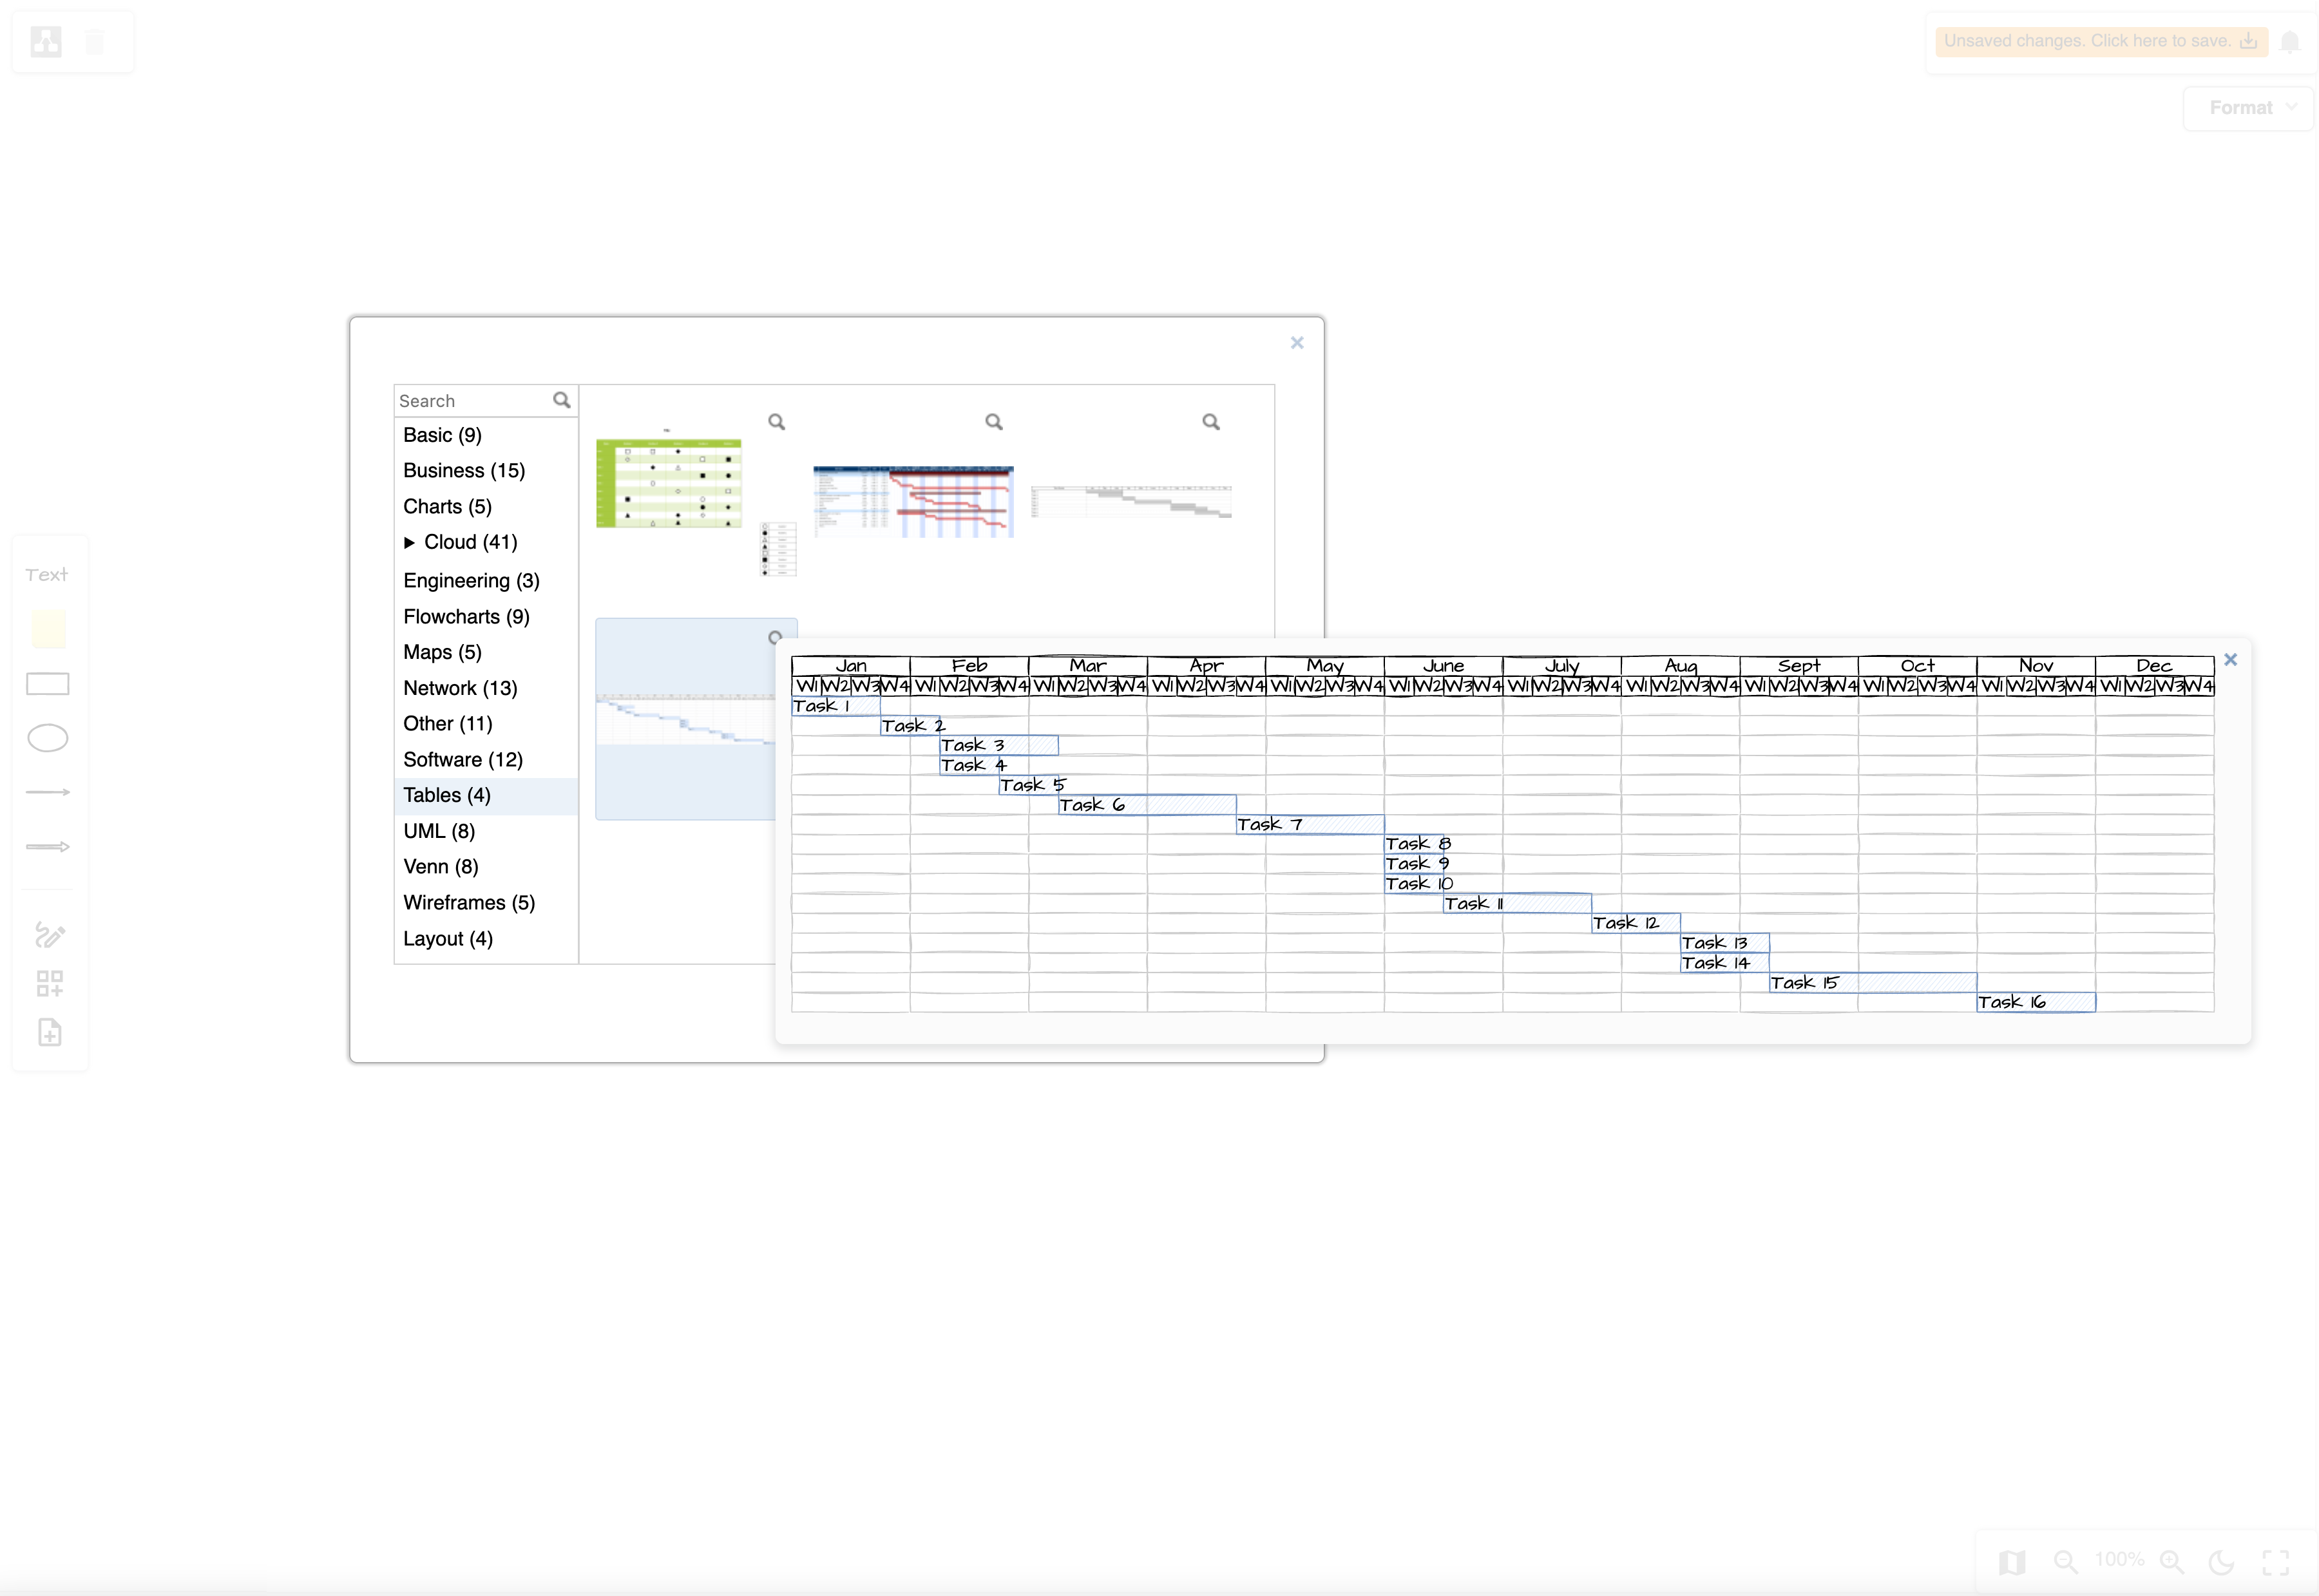 Unsaved changes. Click here to save.
Format
Search
Basic (9)
Business (15)
Charts (5)
Cloud (41)
Engineering (3)
Flowcharts (9)
Maps (5)
Network (13)
Other (11)
Software (12)
Tables (4)
UML (8)
Venn (8)
Wireframes (5)
Layout (4)
Text
Jan Feb Mar Apr May June July Aug Sept Oct Nov Dec
W1 W2 W3 W4 W1 W2 W3 W4 W1 W2 W3 W4 W1 W2 W3 W4 W1 W2 W3 W4 W1 W2 W3 W4 W1 W2 W3 W4 W1 W2 W3 W4 W1 W2 W3 W4 W1 W2 W3 W4 W1 W2 W3 W4 W1 W2 W3 W4
Task 1
Task 2
Task 3
Task 4
Task 5
Task 6
Task 7
Task 8
Task 9
Task 10
Task 11
Task 12
Task 13
Task 14
Task 15
Task 16
100%